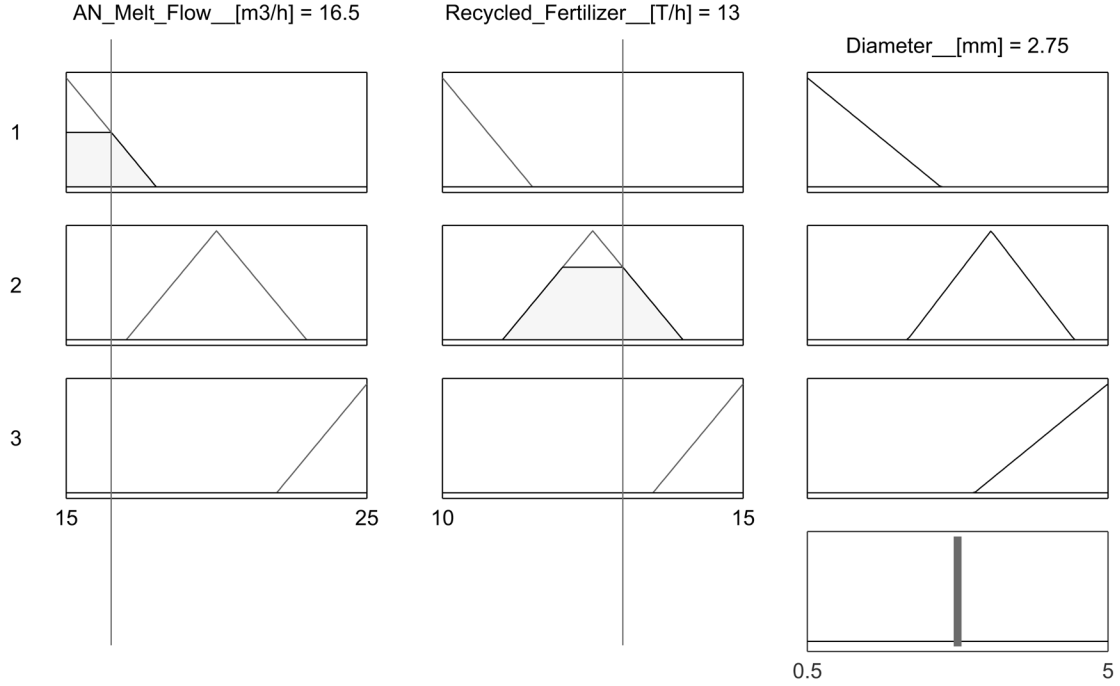 AN_Melt_Flow__[m3/h] = 16.5
Recycled_Fertilizer__[T/h] = 13
Diameter__[mm] = 2.75
1
2
3
15 25
10 15
0.5 5